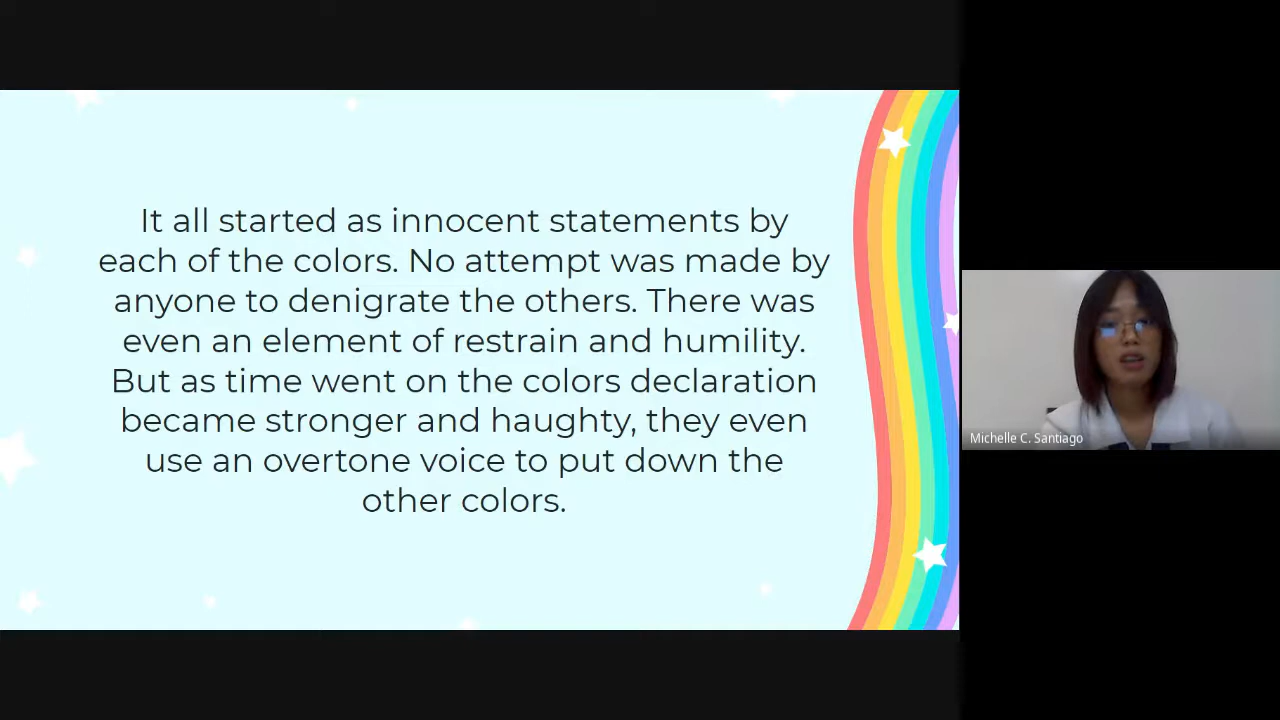 It all started as innocent statements by
each of the colors. No attempt was made by
anyone to denigrate the others. There was
even an element of restrain and humility.
But as time went on the colors declaration
became stronger and haughty, they even
use an overtone voice to put down the
other colors.
Michelle C. Santiago